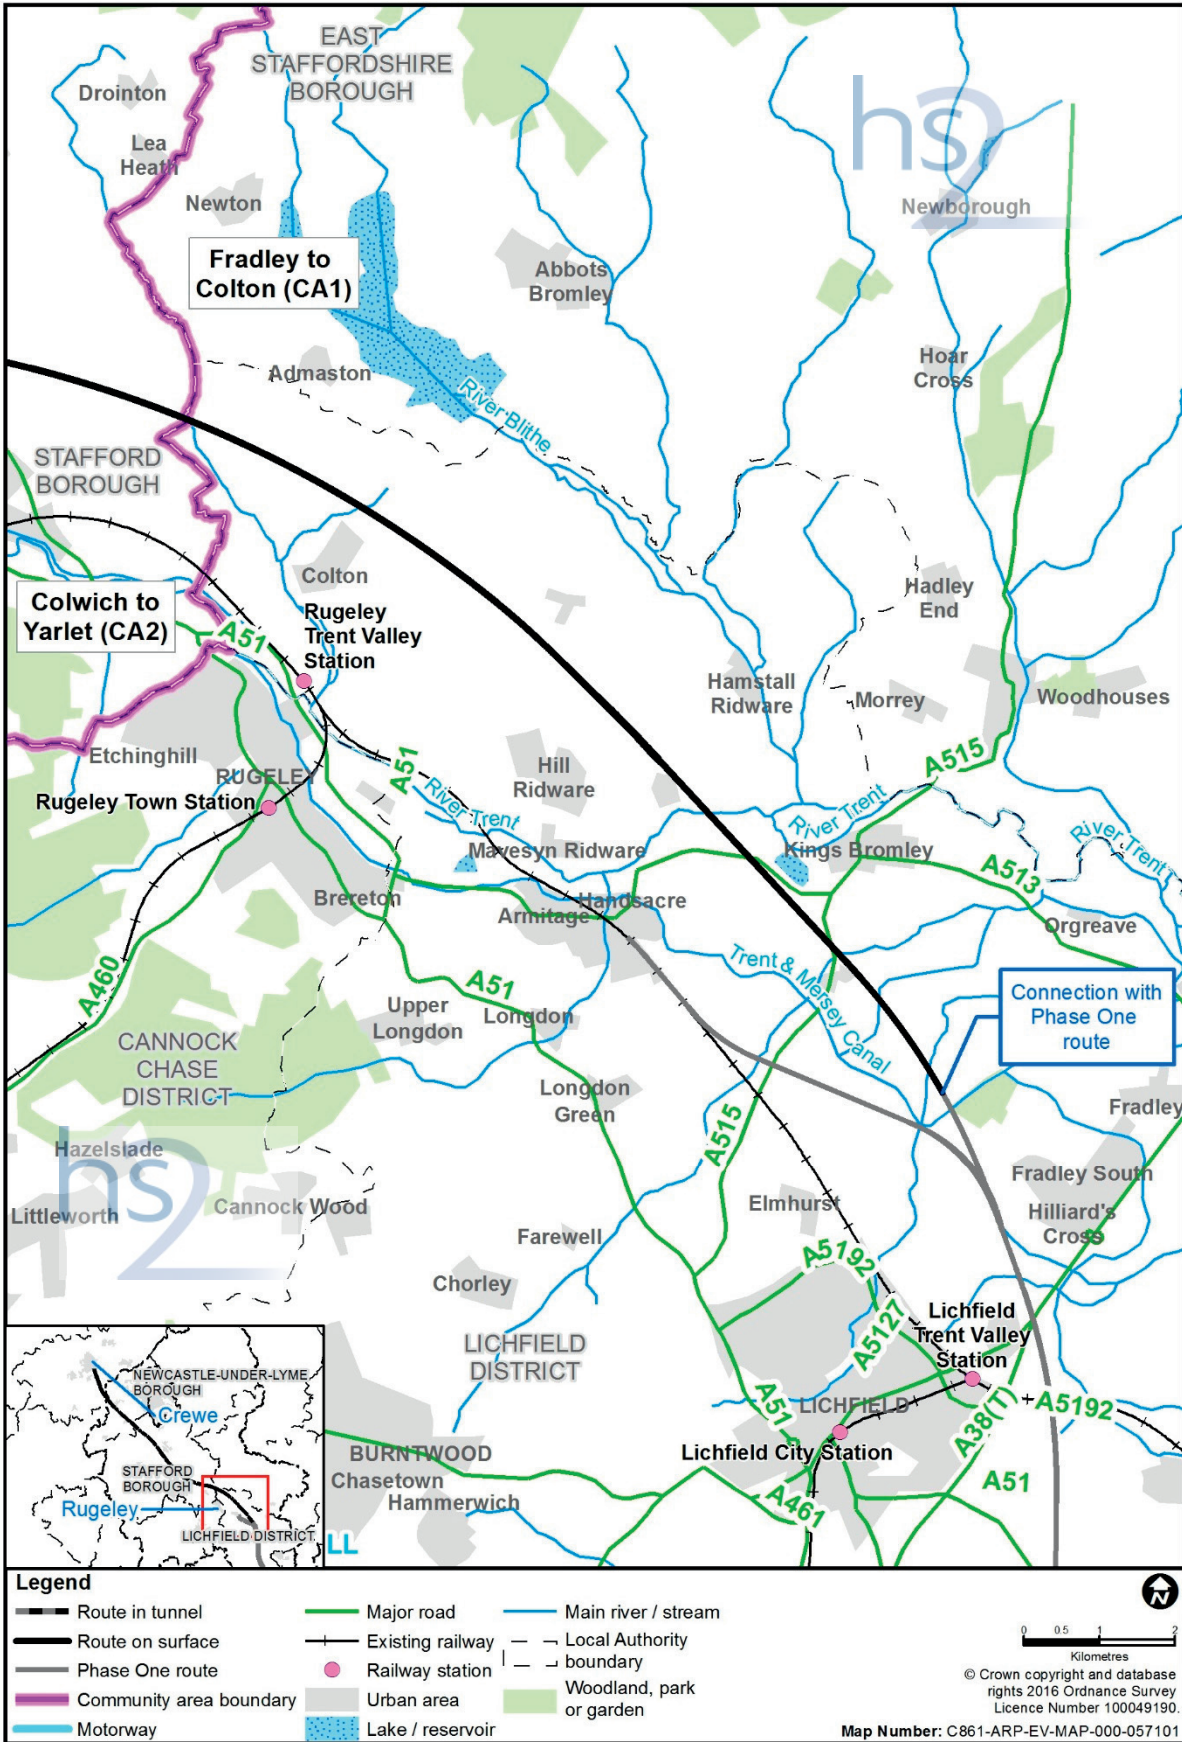 EAST
STAFFORDSHIRE
BOROUGH
hs2
Drointon
Lea
Heath
Newton
Newborough
Fradley to
Colton (CA1)
Abbots
Bromley
Hoar
Cross
Admaston
River Blithe
STAFFORD
BOROUGH
Colton
Hadley
End
Colwich to
Yarlet (CA2)
A51
Rugeley
Trent Valley
Station
Hamstall
Ridware
Morrey
Woodhouses
Etchinghill
RUGELEY
A51
Hill
Ridware
A515
Rugeley Town Station
River Trent
River Trent
River Trent
Mavesyn Ridware
Kings Bromley
A513
Brereton
Handsacre
Armitage
Orgreave
A460
A51
Trent & Mersey Canal
Connection with
Phase One
route
Upper
Longdon
Longdon
CANNOCK
CHASE
DISTRICT
Longdon
Green
Fradley
A515
hs2
Hazelslade
Fradley South
Littleworth
Cannock Wood
Elmhurst
Hilliard's
Cross
Farewell
A5192
Chorley
A5127
Lichfield
Trent Valley
Station
LICHFIELD
DISTRICT
A51
LICHFIELD
A38(T)
A5192
Lichfield City Station
BURNTWOOD
Chasetown
Hammerwich
A461
A51
LL
NEWCASTLE-UNDER-LYME
BOROUGH
Crewe
STAFFORD
BOROUGH
Rugeley
LICHFIELD DISTRICT
Legend
Route in tunnel
Route on surface
Phase One route
Community area boundary
Motorway
Major road
Existing railway
Railway station
Urban area
Lake / reservoir
Main river / stream
Local Authority
boundary
Woodland, park
or garden
N
0 0.5 1 2
Kilometres
© Crown copyright and database
rights 2016 Ordnance Survey
Licence Number 100049190.
Map Number: C861-ARP-EV-MAP-000-057101